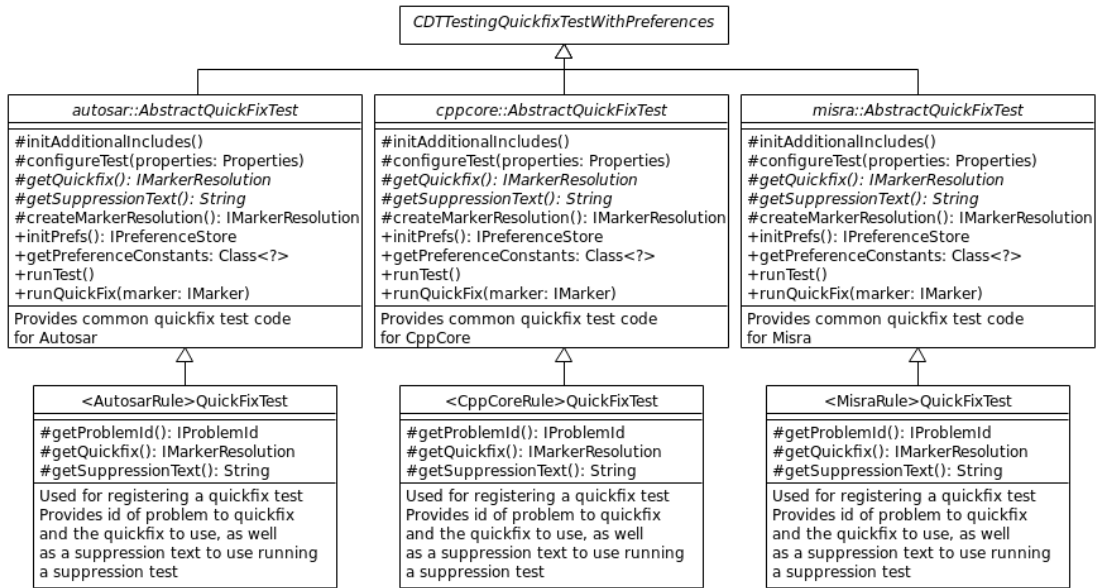 CDTTestingQuickfixTestWithPreferences
autosar::AbstractQuickFixTest
#initAdditionalIncludes()
#configureTest(properties: Properties)
#getQuickfix(): IMarkerResolution
#getSuppressionText(): String
#createMarkerResolution(): IMarkerResolution
+initPrefs(): IPreferenceStore
+getPreferenceConstants: Class<?>
+runTest()
+runQuickFix(marker: IMarker)
Provides common quickfix test code
for Autosar
cppcore::AbstractQuickFixTest
#initAdditionalIncludes()
#configureTest(properties: Properties)
#getQuickfix(): IMarkerResolution
#getSuppressionText(): String
#createMarkerResolution(): IMarkerResolution
+initPrefs(): IPreferenceStore
+getPreferenceConstants: Class<?>
+runTest()
+runQuickFix(marker: IMarker)
Provides common quickfix test code
for CppCore
misra::AbstractQuickFixTest
#initAdditionalIncludes()
#configureTest(properties: Properties)
#getQuickfix(): IMarkerResolution
#getSuppressionText(): String
#createMarkerResolution(): IMarkerResolution
+initPrefs(): IPreferenceStore
+getPreferenceConstants: Class<?>
+runTest()
+runQuickFix(marker: IMarker)
Provides common quickfix test code
for Misra
<AutosarRule>QuickFixTest
#getProblemId(): IProblemId
#getQuickfix(): IMarkerResolution
#getSuppressionText(): String
Used for registering a quickfix test
Provides id of problem to quickfix
and the quickfix to use, as well
as a suppression text to use running
a suppression test
<CppCoreRule>QuickFixTest
#getProblemId(): IProblemId
#getQuickfix(): IMarkerResolution
#getSuppressionText(): String
Used for registering a quickfix test
Provides id of problem to quickfix
and the quickfix to use, as well
as a suppression text to use running
a suppression test
<MisraRule>QuickFixTest
#getProblemId(): IProblemId
#getQuickfix(): IMarkerResolution
#getSuppressionText(): String
Used for registering a quickfix test
Provides id of problem to quickfix
and the quickfix to use, as well
as a suppression text to use running
a suppression test